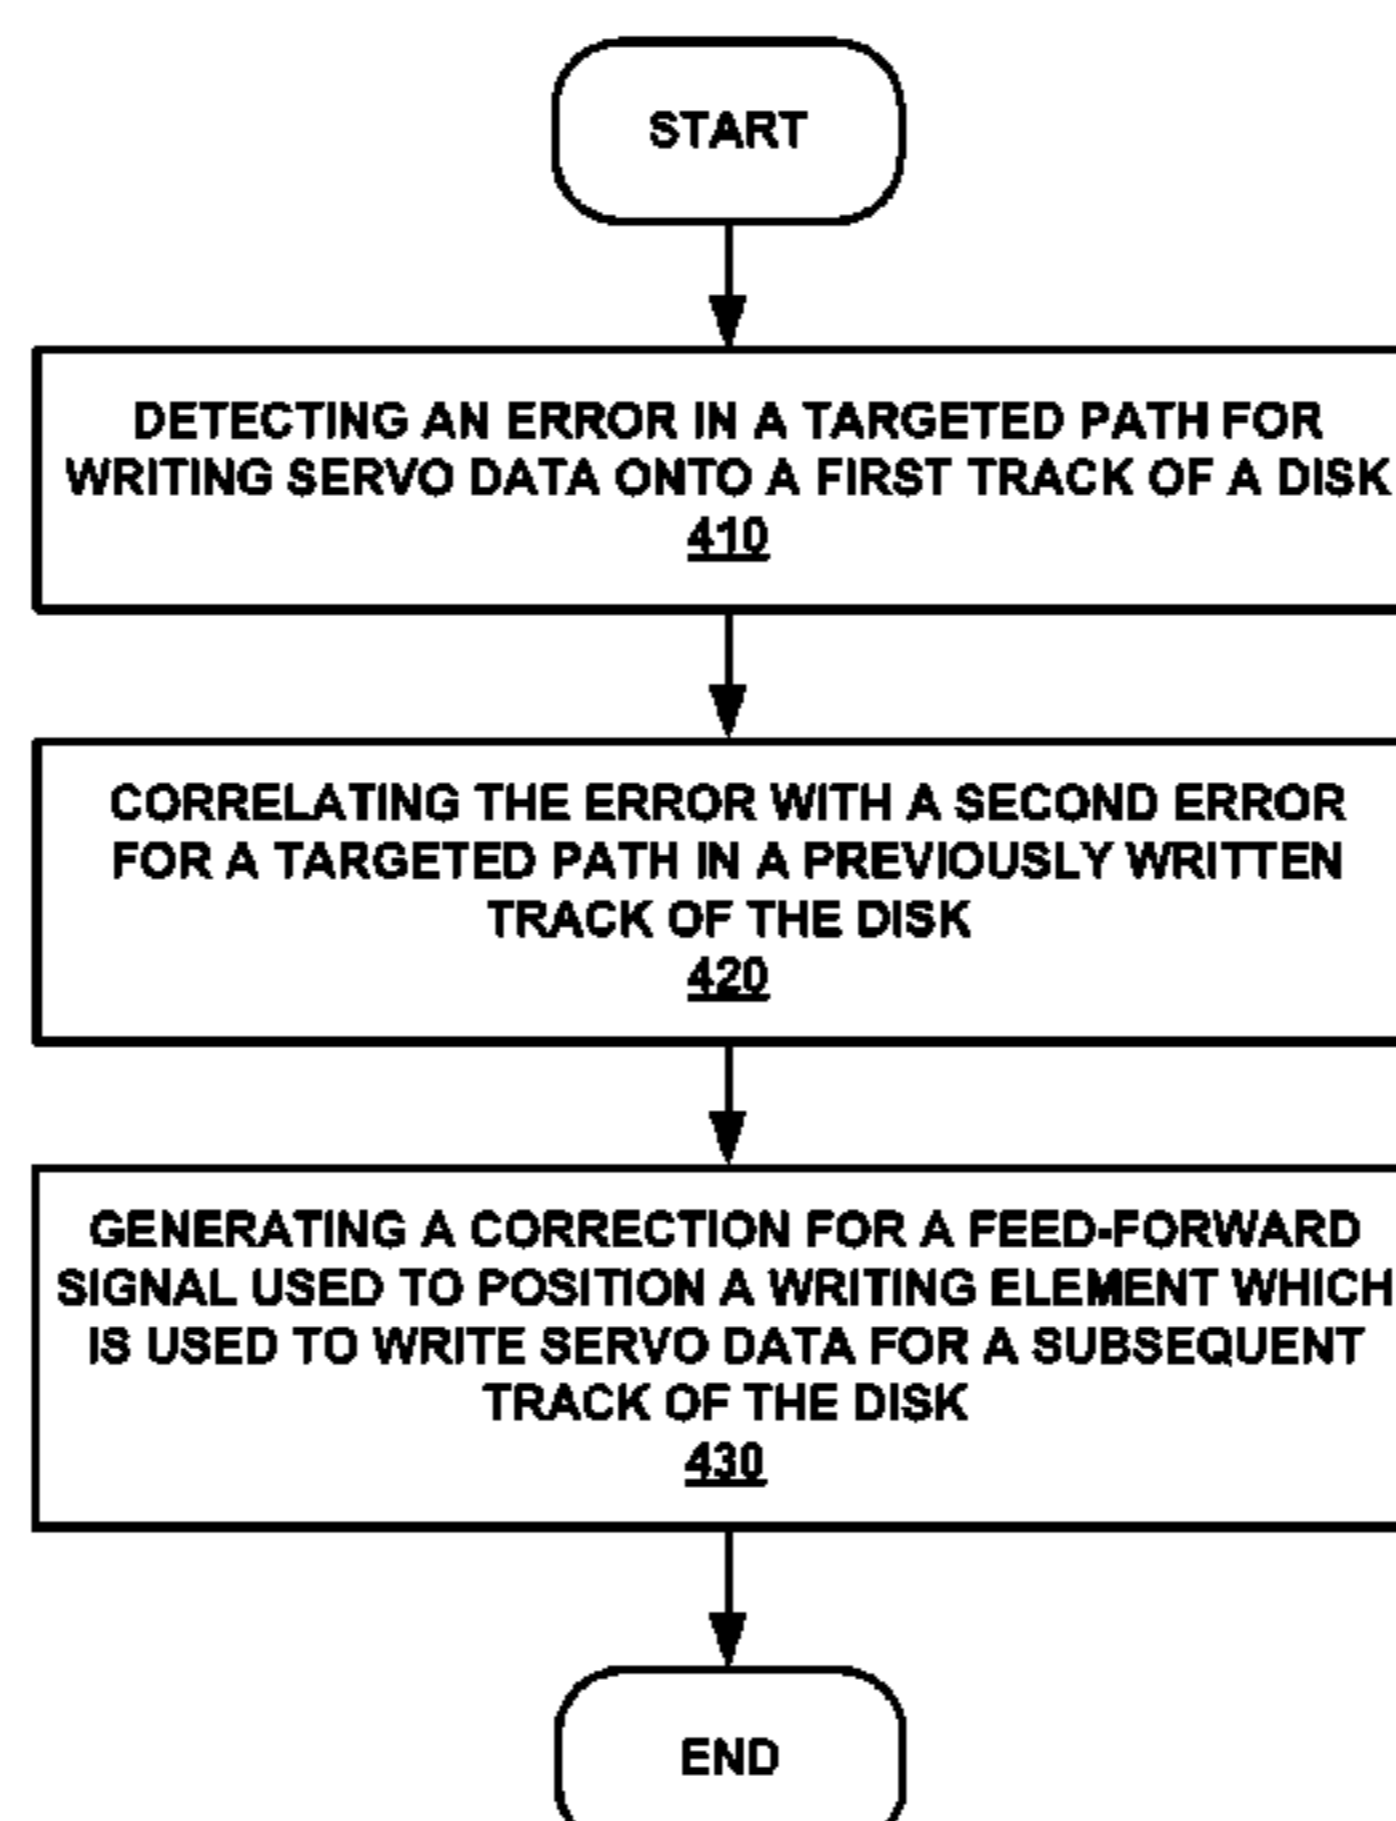 START
DETECTING AN ERROR IN A TARGETED PATH FOR
WRITING SERVO DATA ONTO A FIRST TRACK OF A DISK
410
CORRELATING THE ERROR WITH A SECOND ERROR
FOR A TARGETED PATH IN A PREVIOUSLY WRITTEN
TRACK OF THE DISK
420
GENERATING A CORRECTION FOR A FEED-FORWARD
SIGNAL USED TO POSITION A WRITING ELEMENT WHICH
IS USED TO WRITE SERVO DATA FOR A SUBSEQUENT
TRACK OF THE DISK
430
END